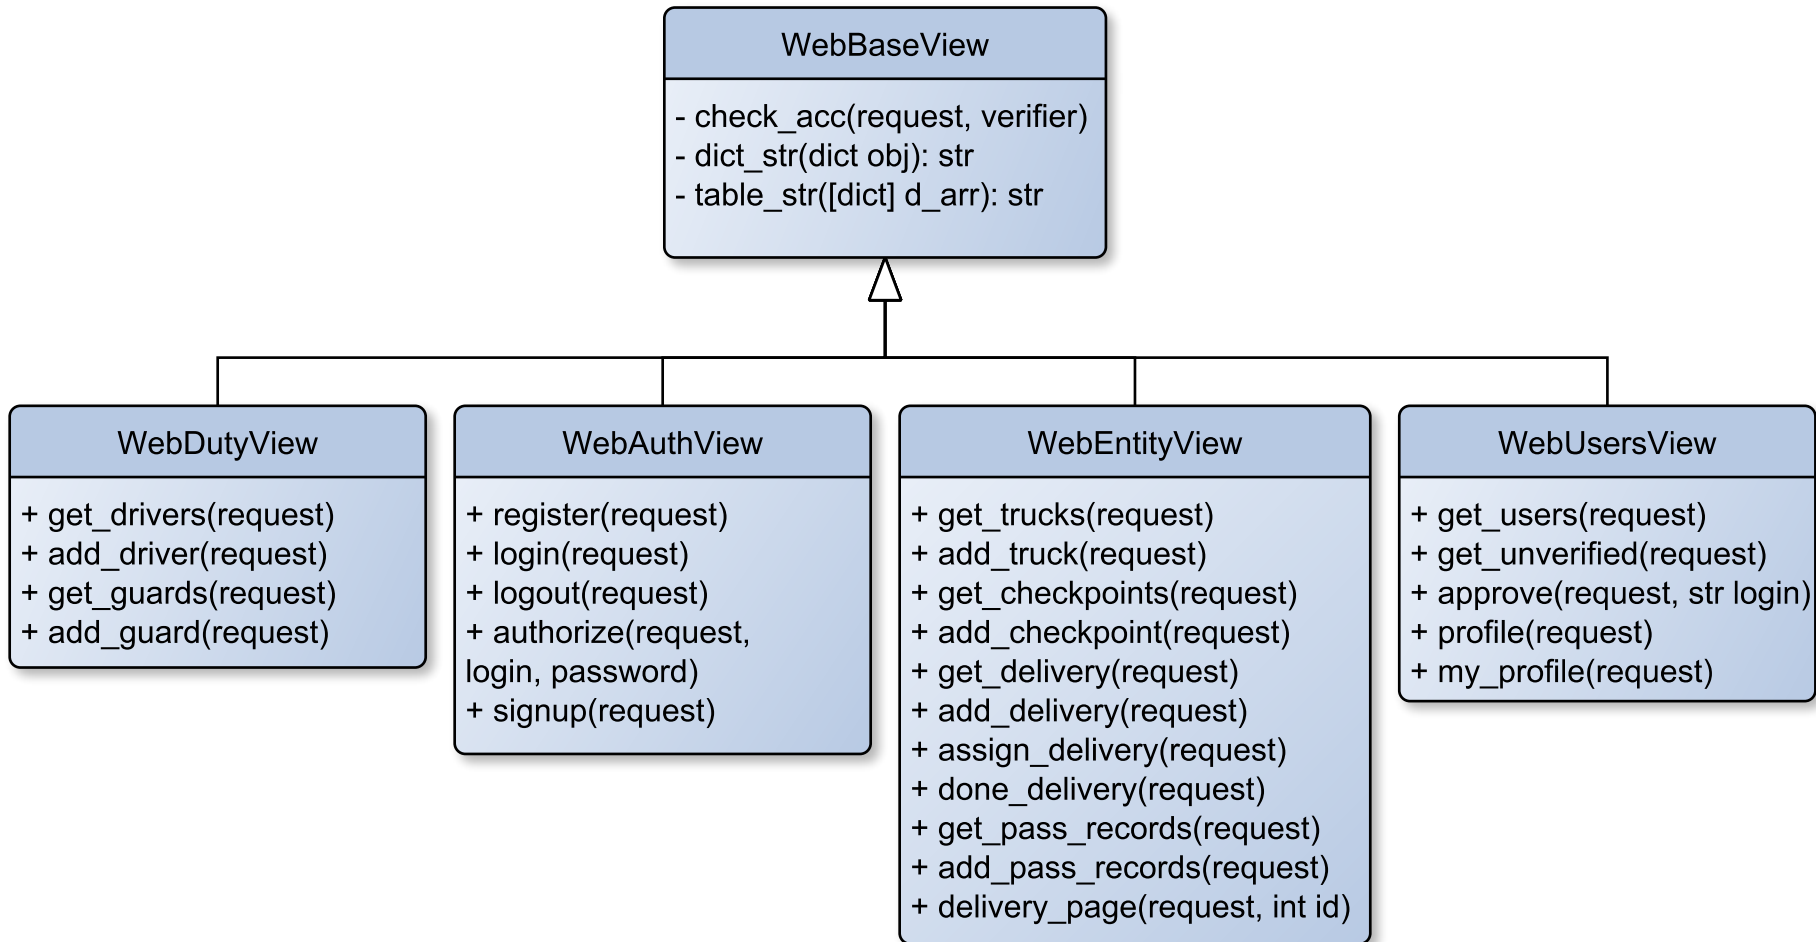 WebBaseView
- check_acc(request, verifier)
- dict_str(dict obj): str
- table_str([dict] d_arr): str
WebDutyView
+ get_drivers(request)
+ add_driver(request)
+ get_guards(request)
+ add_guard(request)
WebAuthView
+ register(request)
+ login(request)
+ logout(request)
+ authorize(request,
login, password)
+ signup(request)
WebEntityView
+ get_trucks(request)
+ add_truck(request)
+ get_checkpoints(request)
+ add_checkpoint(request)
+ get_delivery(request)
+ add_delivery(request)
+ assign_delivery(request)
+ done_delivery(request)
+ get_pass_records(request)
+ add_pass_records(request)
+ delivery_page(request, int id)
WebUsersView
+ get_users(request)
+ get_unverified(request)
+ approve(request, str login)
+ profile(request)
+ my_profile(request)